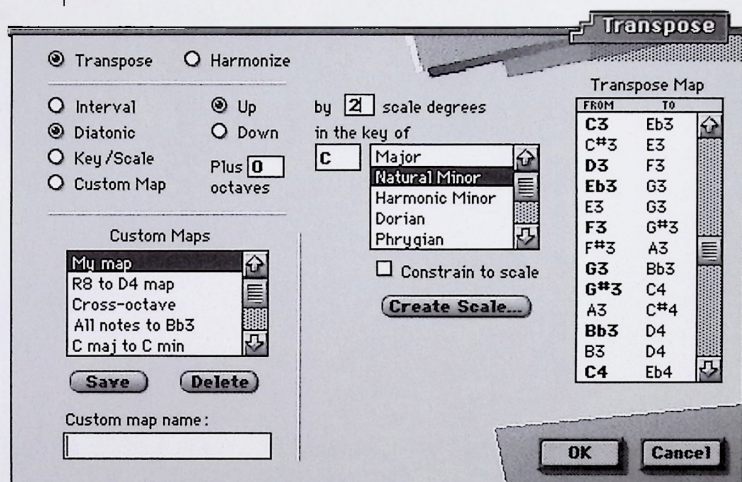 Transpose
Transpose Harmonize
Interval
Diatonic
Key/Scale
Custom Map
Up
Down
Plus 0
octaves
by 2 scale degrees
in the key of
C
Major
Natural Minor
Harmonic Minor
Dorian
Phrygian
Constrain to scale
Create Scale...
Custom Maps
My map
R8 to D4 map
Cross-octave
All notes to Bb3
C maj to C min
Save Delete
Custom map name:
Transpose Map
FROM TO
C3 Eb3
C#3 E3
D3 F3
Eb3 G3
E3 G3
F3 G#3
F#3 A3
G3 Bb3
G#3 C4
A3 C#4
Bb3 D4
B3 D4
C4 Eb4
OK Cancel